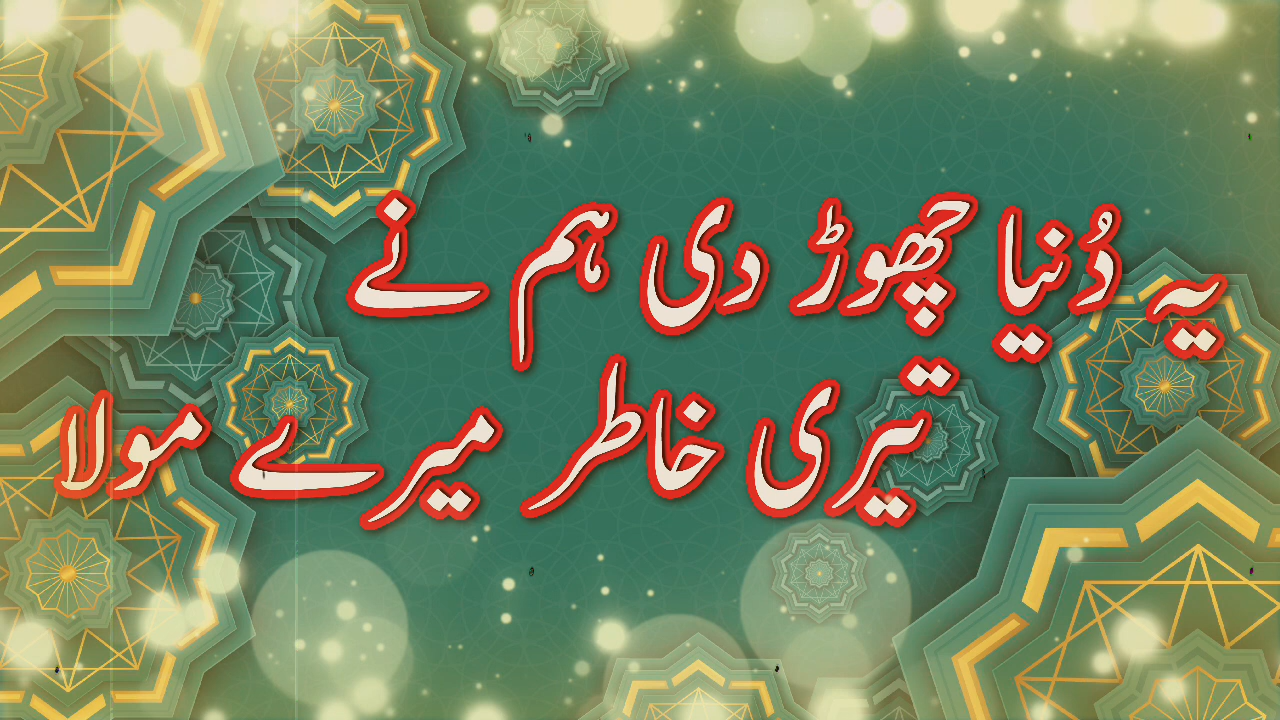 یہ دُنیا چھوڑ دی ہم نے
تیری خاطر میرے مولا